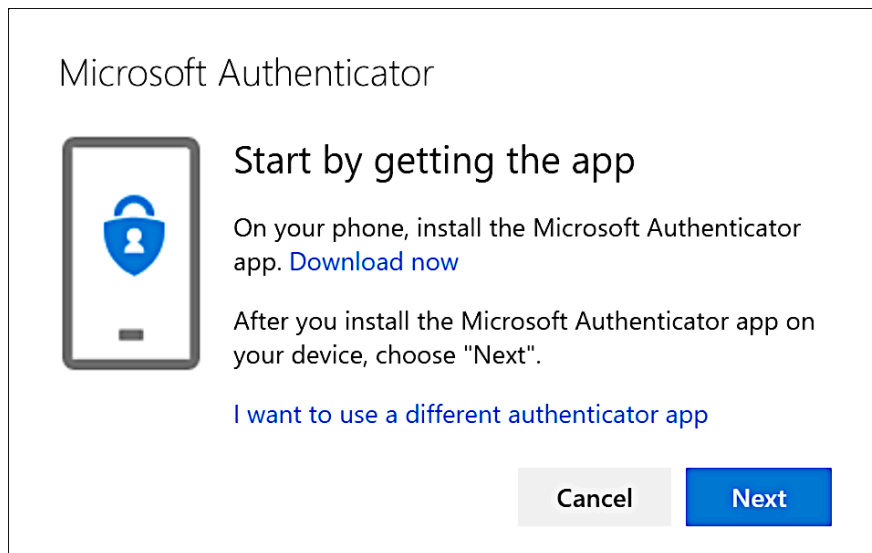 Microsoft Authenticator
Start by getting the app
On your phone, install the Microsoft Authenticator
app. Download now
After you install the Microsoft Authenticator app on
your device, choose "Next".
I want to use a different authenticator app
Cancel
Next